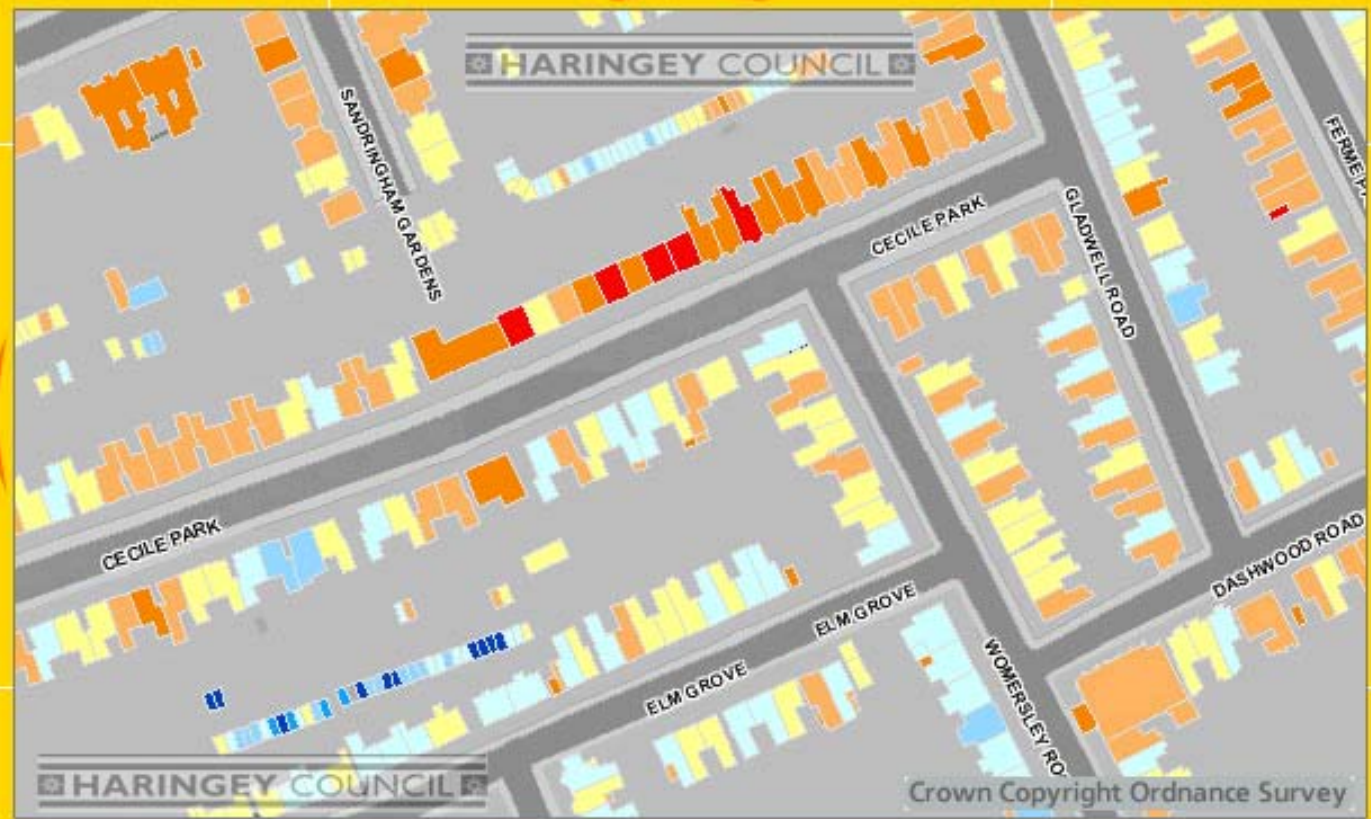 HARINGEY COUNCIL
SANDRINGHAM GARDENS
FERME
CECILE PARK
GLADWELL ROAD
CECILE PARK
DASHWOOD ROAD
ELM GROVE
ELM GROVE
WOMERSLEY RO
HARINGEY COUNCIL
Crown Copyright Ordnance Survey